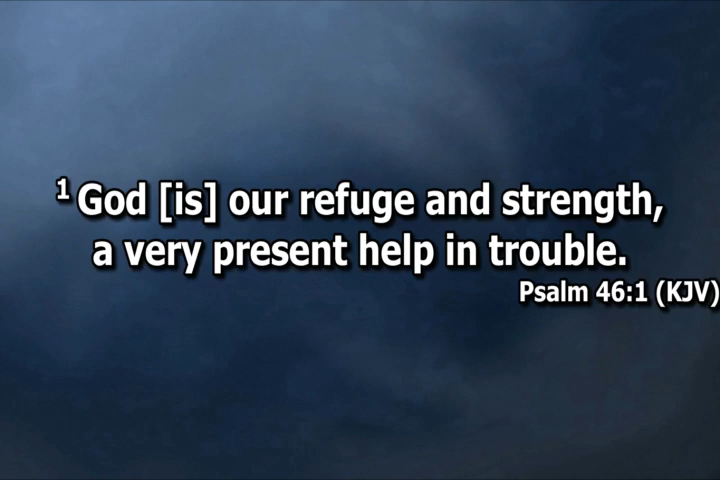 1 God [is] our refuge and strength,
a very present help in trouble.
Psalm 46:1 (KJV)